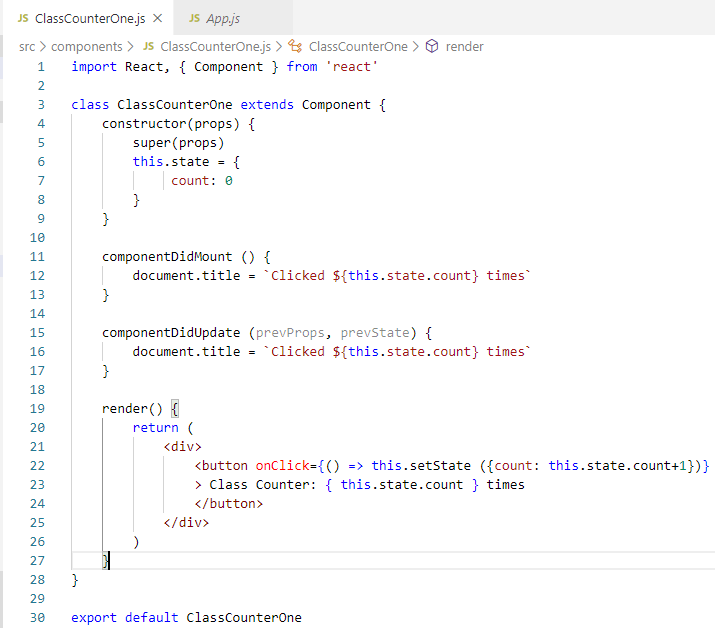 JS ClassCounterOne.js × JS App.js
src > components > JS ClassCounterOne.js > ClassCounterOne > render
1 import React, { Component } from 'react'
2
3 class ClassCounterOne extends Component {
4     constructor(props) {
5         super(props)
6         this.state = {
7             count: 0
8         }
9     }
10
11     componentDidMount () {
12         document.title = `Clicked ${this.state.count} times`
13     }
14
15     componentDidUpdate (prevProps, prevState) {
16         document.title = `Clicked ${this.state.count} times`
17     }
18
19     render() {
20         return (
21             <div>
22                 <button onClick={() => this.setState ({count: this.state.count+1})}
23                 > Class Counter: { this.state.count } times
24                 </button>
25             </div>
26         )
27     }
28 }
29
30 export default ClassCounterOne